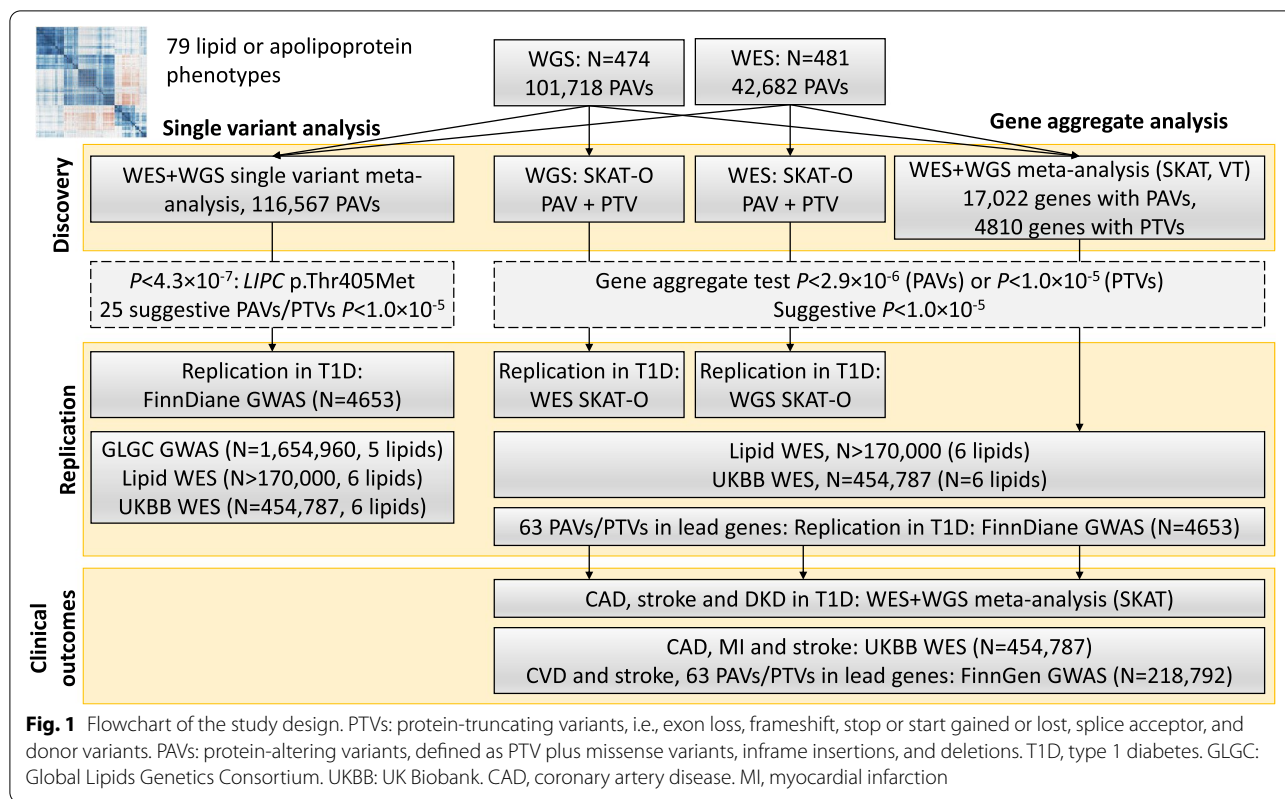 79 lipid or apolipoprotein
phenotypes
WGS: N=474
101,718 PAVs
WES: N=481
42,682 PAVs
Single variant analysis
Gene aggregate analysis
Discovery
WES+WGS single variant meta-
analysis, 116,567 PAVs
WGS: SKAT-O
PAV + PTV
WES: SKAT-O
PAV + PTV
WES+WGS meta-analysis (SKAT, VT)
17,022 genes with PAVs,
4810 genes with PTVs
P<4.3×10⁻⁷: LIPC p.Thr405Met
25 suggestive PAVs/PTVs P<1.0×10⁻⁵
Gene aggregate test P<2.9×10⁻⁶ (PAVs) or P<1.0×10⁻⁵ (PTVs)
Suggestive P<1.0×10⁻⁵
Replication
Replication in T1D:
FinnDiane GWAS (N=4653)
Replication in T1D:
WES SKAT-O
Replication in T1D:
WGS SKAT-O
GLGC GWAS (N=1,654,960, 5 lipids)
Lipid WES (N>170,000, 6 lipids)
UKBB WES (N=454,787, 6 lipids)
Lipid WES, N>170,000 (6 lipids)
UKBB WES, N=454,787 (N=6 lipids)
63 PAVs/PTVs in lead genes: Replication in T1D: FinnDiane GWAS (N=4653)
Clinical
outcomes
CAD, stroke and DKD in T1D: WES+WGS meta-analysis (SKAT)
CAD, MI and stroke: UKBB WES (N=454,787)
CVD and stroke, 63 PAVs/PTVs in lead genes: FinnGen GWAS (N=218,792)
Fig. 1 Flowchart of the study design. PTVs: protein-truncating variants, i.e., exon loss, frameshift, stop or start gained or lost, splice acceptor, and
donor variants. PAVs: protein-altering variants, defined as PTV plus missense variants, inframe insertions, and deletions. T1D, type 1 diabetes. GLGC:
Global Lipids Genetics Consortium. UKBB: UK Biobank. CAD, coronary artery disease. MI, myocardial infarction